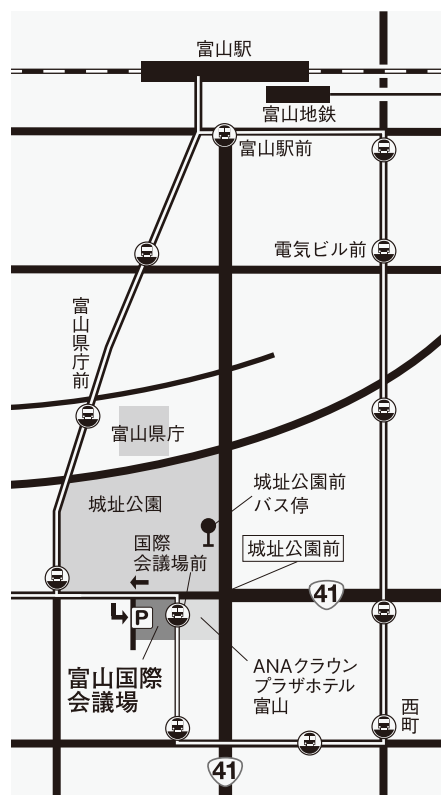 富山駅
富山地鉄
富山駅前
電気ビル前
富山県庁前
富山県庁
城址公園
城址公園前
バス停
国際
会議場前
城址公園前
41
P
富山国際
会議場
ANAクラウン
プラザホテル
富山
西町
41